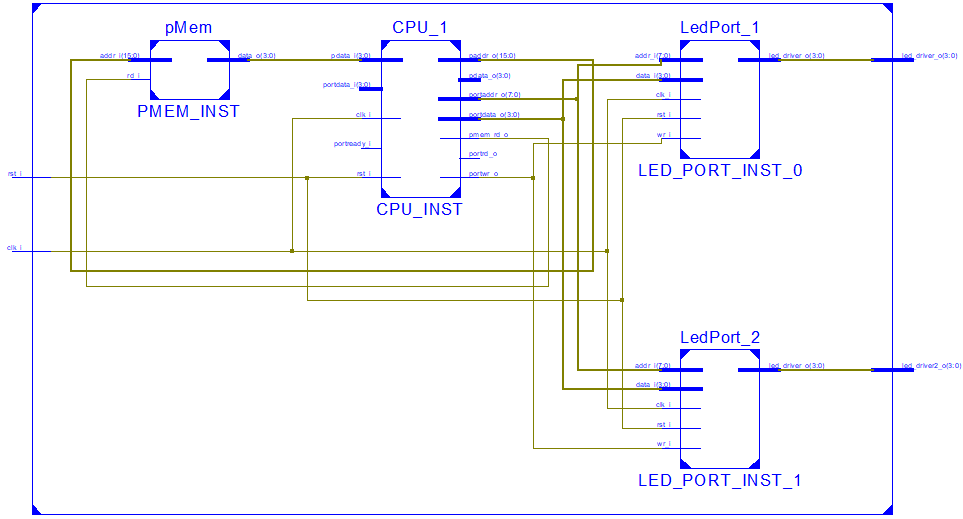 pMem
CPU_1
LedPort_1
addr_i(15:0)
data_o(3:0)
rd_i
PMEM_INST
pdata_i(3:0)
portdata_i(3:0)
clk_i
portready_i
rst_i
paddr_o(15:0)
pdata_o(3:0)
portaddr_o(7:0)
portdata_o(3:0)
pmem_rd_o
portrd_o
portwr_o
CPU_INST
addr_i(7:0)
data_i(3:0)
clk_i
rst_i
wr_i
led_driver_o(3:0)
led_driver_o(3:0)
LED_PORT_INST_0
rst_i
clk_i
LedPort_2
addr_i(7:0)
data_i(3:0)
clk_i
rst_i
wr_i
led_driver_o(3:0)
led_driver2_o(3:0)
LED_PORT_INST_1